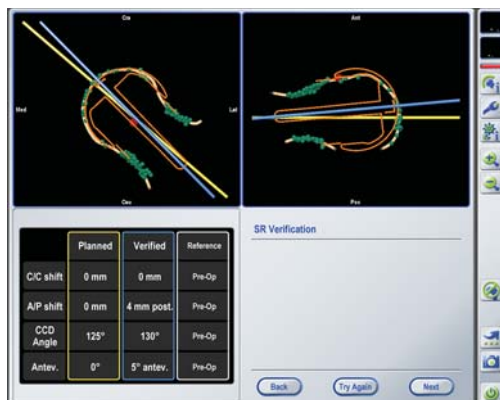 Cra
Med
Lat
Cau
Ant
Pos
SR Verification
Planned Verified Reference
C/C shift 0 mm 0 mm Pre-Op
A/P shift 0 mm 4 mm post. Pre-Op
CCD Angle 125° 130° Pre-Op
Antev. 0° 5° antev. Pre-Op
Back Try Again Next